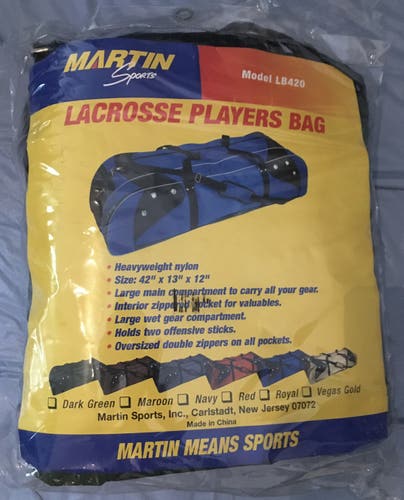 MARTIN
Sports®
Model LB420
LACROSSE PLAYERS BAG
• Heavyweight nylon
• Size: 42" x 13" x 12"
• Large main compartment to carry all your gear.
• Interior zippered pocket for valuables.
• Large wet gear compartment.
• Holds two offensive sticks.
• Oversized double zippers on all pockets.
Dark Green Maroon Navy Red Royal Vegas Gold
Martin Sports, Inc., Carlstadt, New Jersey 07072
Made in China
MARTIN MEANS SPORTS